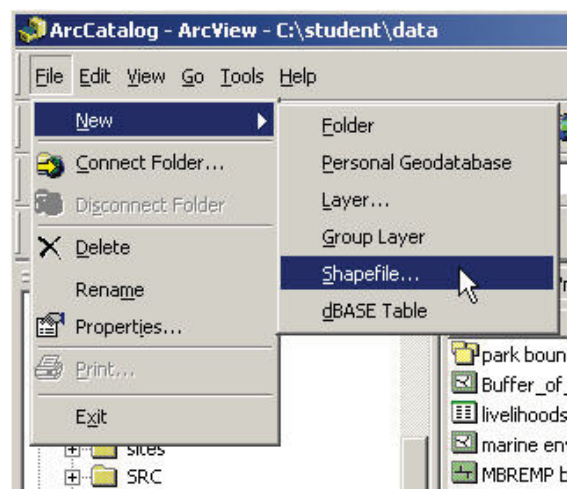 ArcCatalog - ArcView - C:\student\data
File Edit View Go Tools Help
New
Connect Folder...
Disconnect Folder
Delete
Rename
Properties...
Print...
Exit
Folder
Personal Geodatabase
Layer...
Group Layer
Shapefile...
dBASE Table
sites
SRC
park boun
Buffer_of_
livelihoods
marine env
MBREMP b